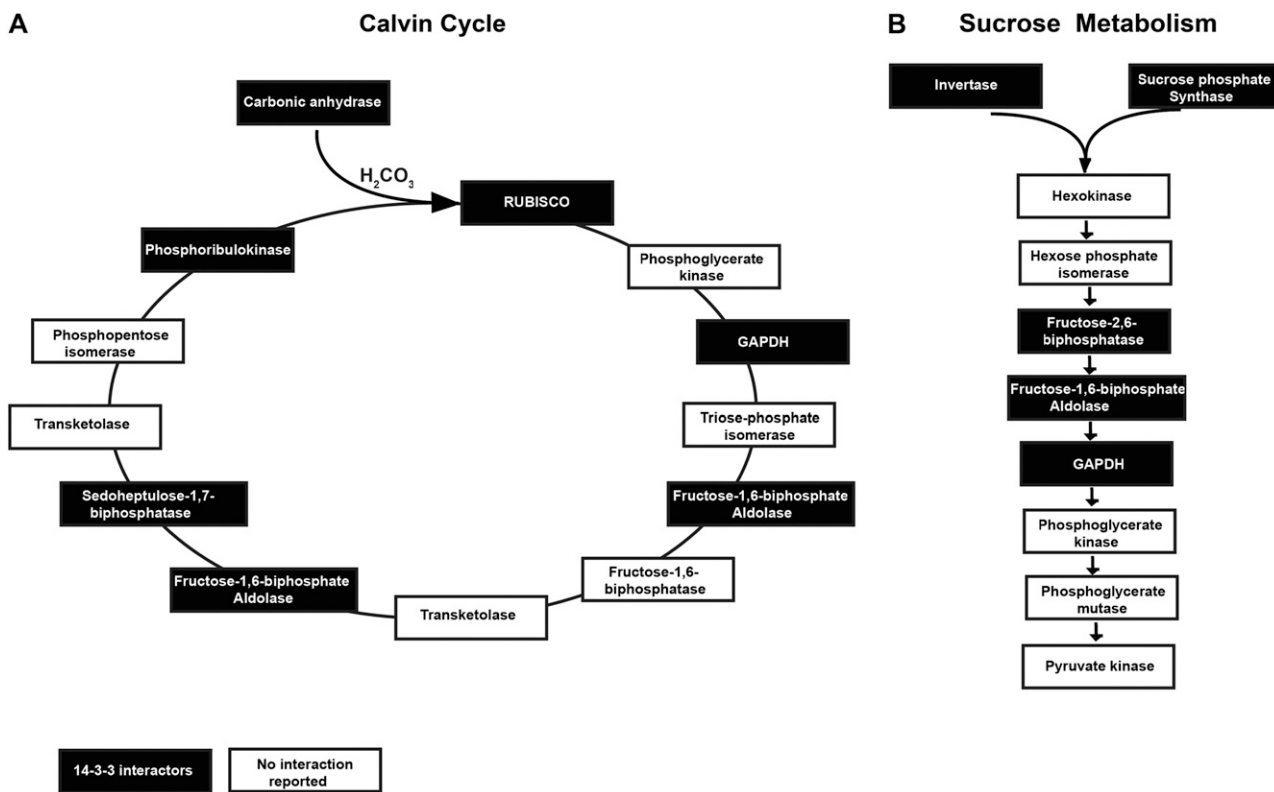 A
Calvin Cycle
Carbonic anhydrase
H₂CO₃
RUBISCO
Phosphoribulokinase
Phosphoglycerate
kinase
Phosphopentose
isomerase
GAPDH
Transketolase
Triose-phosphate
isomerase
Sedoheptulose-1,7-
biphosphatase
Fructose-1,6-biphosphate
Aldolase
Fructose-1,6-biphosphate
Aldolase
Fructose-1,6-
biphosphatase
Transketolase
14-3-3 interactors
No interaction
reported
B
Sucrose Metabolism
Invertase
Sucrose phosphate
Synthase
Hexokinase
Hexose phosphate
isomerase
Fructose-2,6-
biphosphatase
Fructose-1,6-biphosphate
Aldolase
GAPDH
Phosphoglycerate
kinase
Phosphoglycerate
mutase
Pyruvate kinase